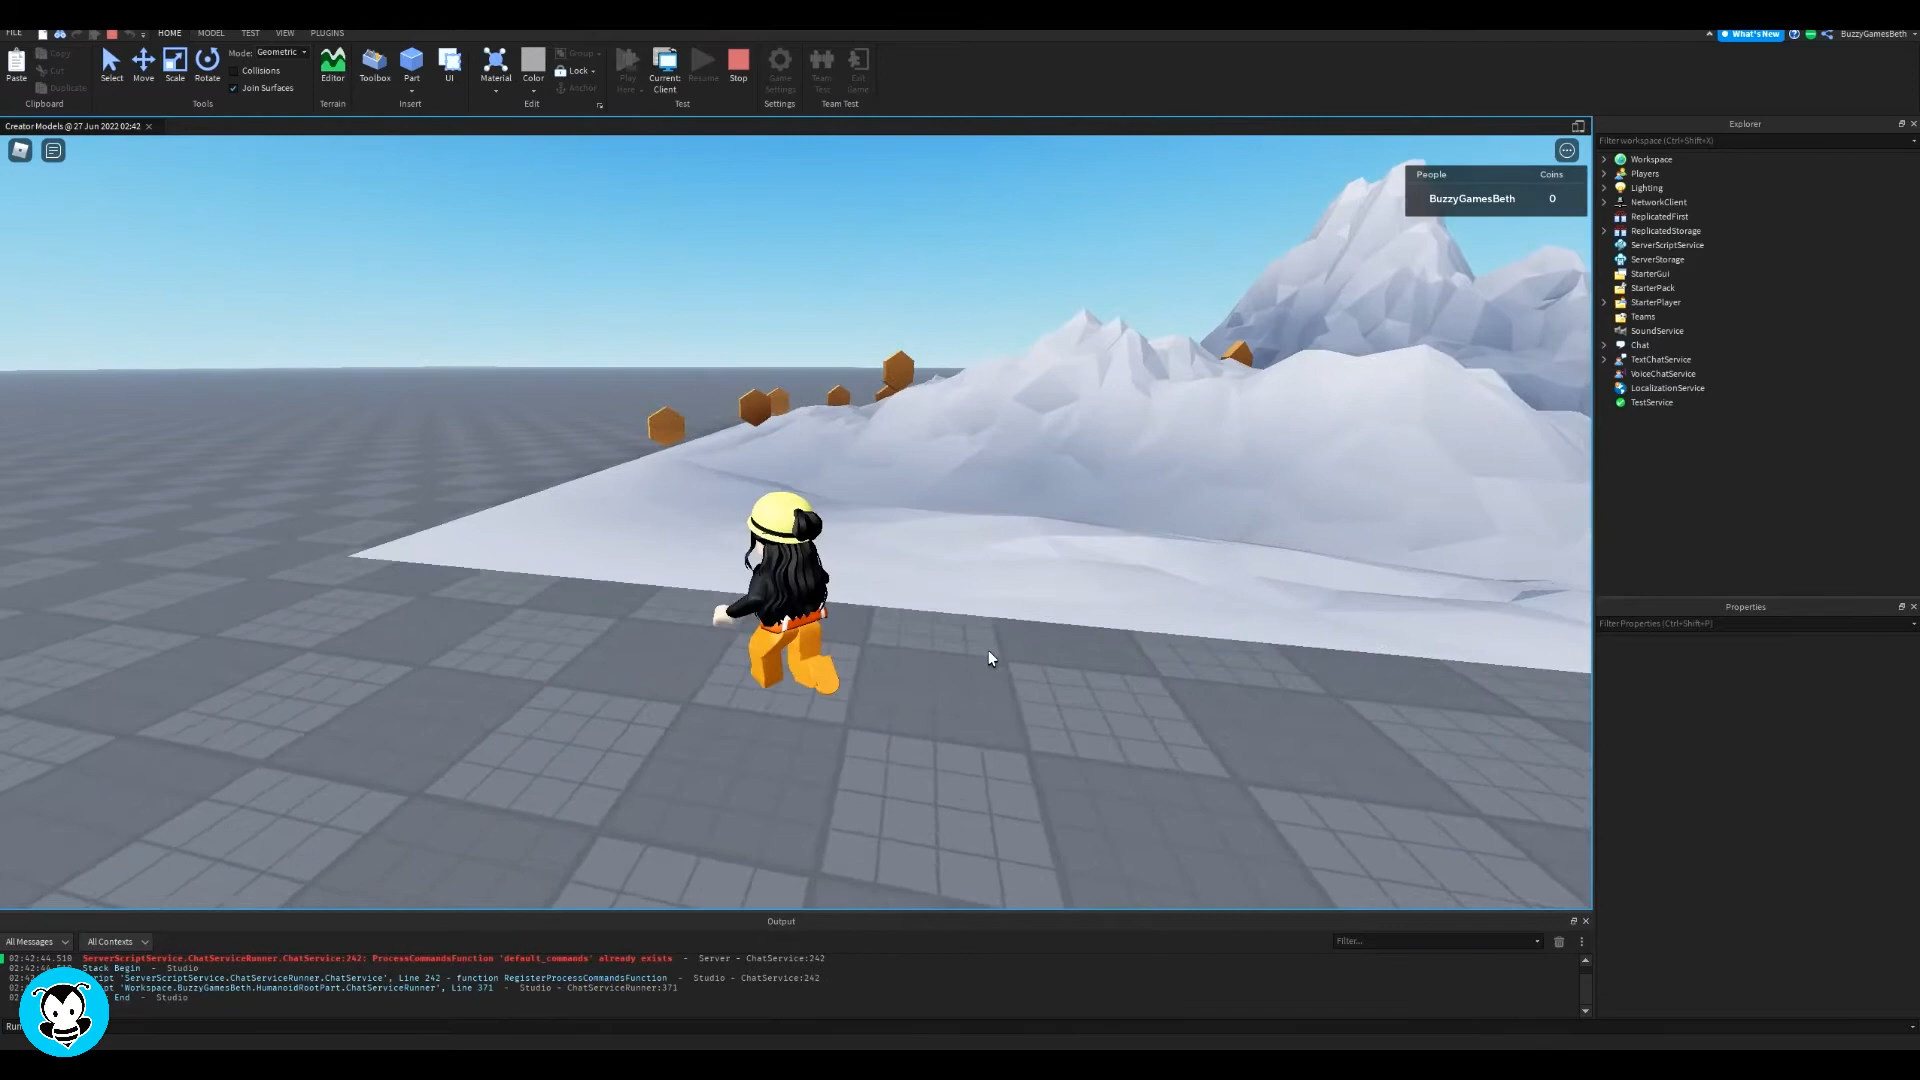 FILE HOME MODEL TEST VIEW PLUGINS What's New BuzzyGamesBeth
Paste Copy Cut Duplicate Clipboard
Select Move Scale Rotate Mode: Geometric Collisions Join Surfaces Tools
Editor Terrain
Toolbox Part UI Insert
Material Color Group Lock Anchor Edit
Play Here Current: Client Resume Stop Test
Game Settings Settings
Team Test Exit Game Team Test
Creator Models @ 27 Jun 2022 02:42
People Coins
BuzzyGamesBeth 0
Explorer
Filter workspace (Ctrl+Shift+X)
Workspace
Players
Lighting
NetworkClient
ReplicatedFirst
ReplicatedStorage
ServerScriptService
ServerStorage
StarterGui
StarterPack
StarterPlayer
Teams
SoundService
Chat
TextChatService
VoiceChatService
LocalizationService
TestService
Properties
Filter Properties (Ctrl+Shift+P)
Output
All Messages All Contexts Filter...
02:42:44.510 ServerScriptService.ChatServiceRunner.ChatService:242: ProcessCommandsFunction 'default_commands' already exists - Server - ChatService:242
Stack Begin - Studio
'ServerScriptService.ChatServiceRunner.ChatService', Line 242 - function RegisterProcessCommandsFunction - Studio - ChatService:242
'Workspace.BuzzyGamesBeth.HumanoidRootPart.ChatServiceRunner', Line 371 - Studio - ChatServiceRunner:371
End - Studio